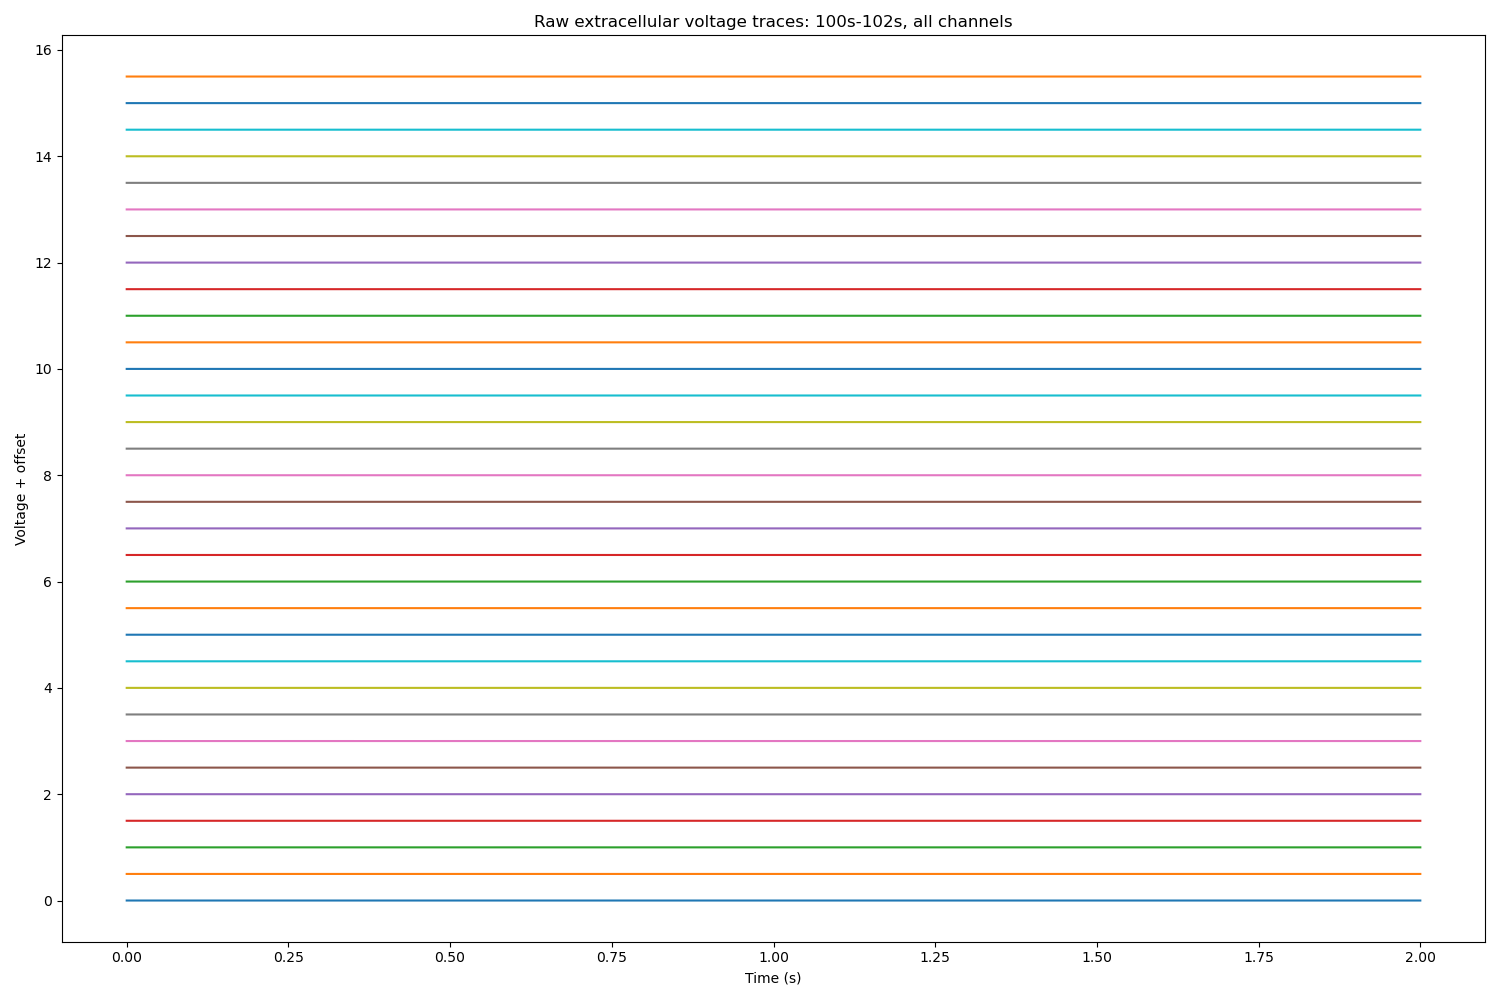 Raw extracellular voltage traces: 100s-102s, all channels
16
14
12
10
8
6
4
2
0
Voltage + offset
0.00 0.25 0.50 0.75 1.00 1.25 1.50 1.75 2.00
Time (s)